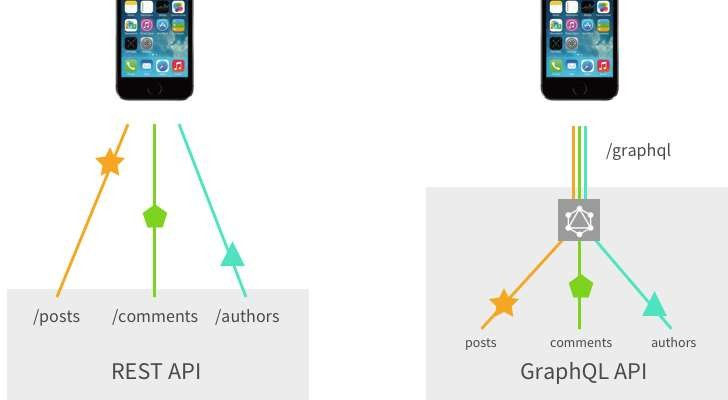 /posts
/comments
/authors
REST API
/graphql
posts
comments
authors
GraphQL API